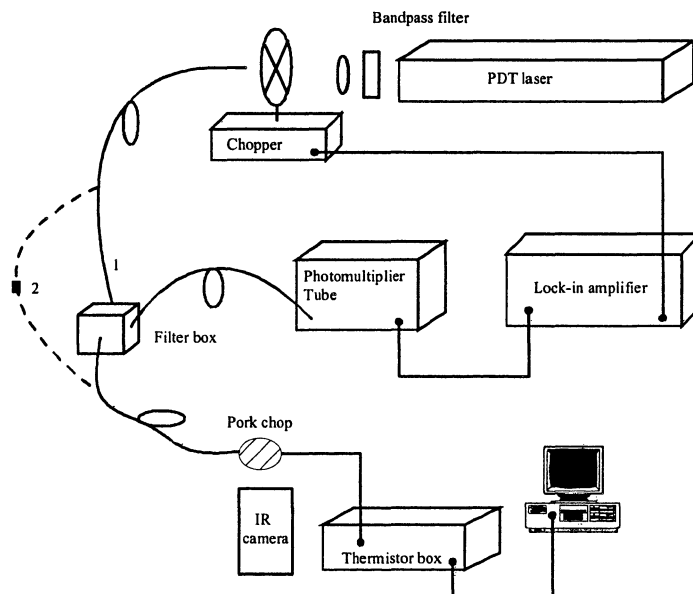 Bandpass filter
PDT laser
Chopper
1
2
Photomultiplier
Tube
Lock-in amplifier
Filter box
Pork chop
IR
camera
Thermistor box